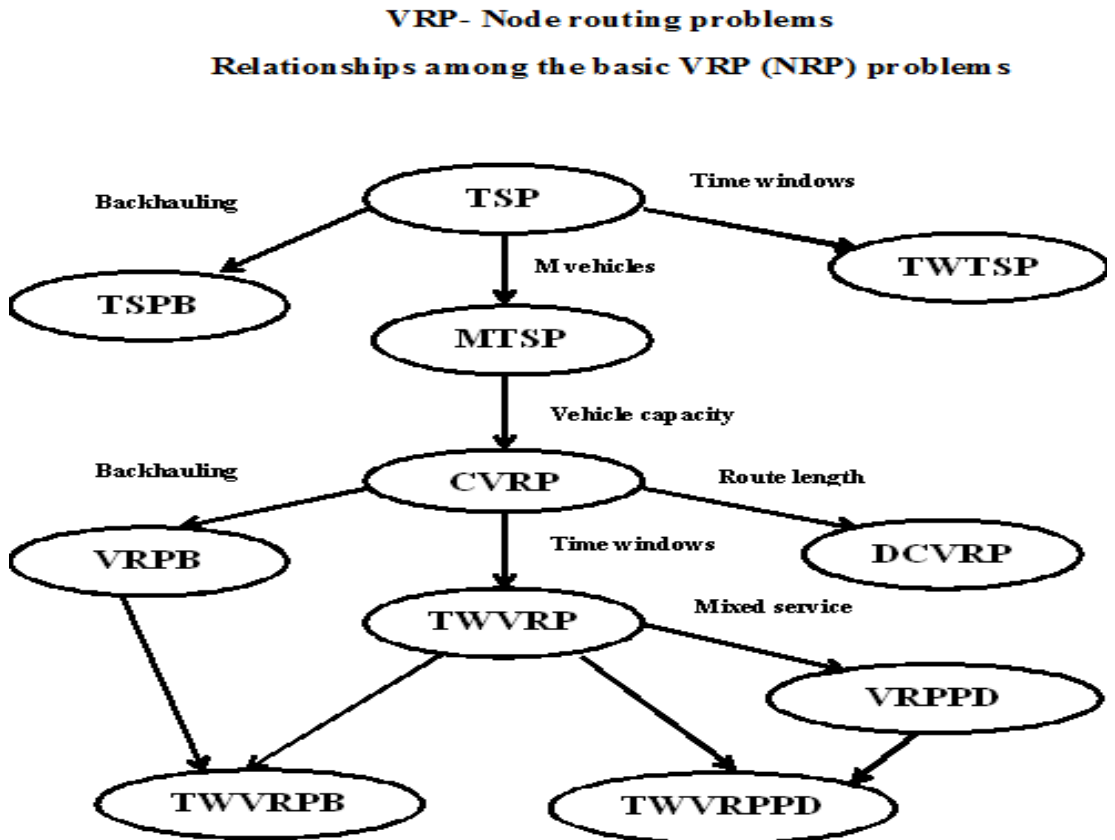 VRP- Node routing problems
Relationships among the basic VRP (NRP) problems
Backhauling
TSP
Time windows
TSPB
M vehicles
TWTSP
MTSP
Vehicle capacity
Backhauling
CVRP
Route length
VRPB
Time windows
DCVRP
TWVRP
Mixed service
VRPPD
TWVRPB
TWVRPPD